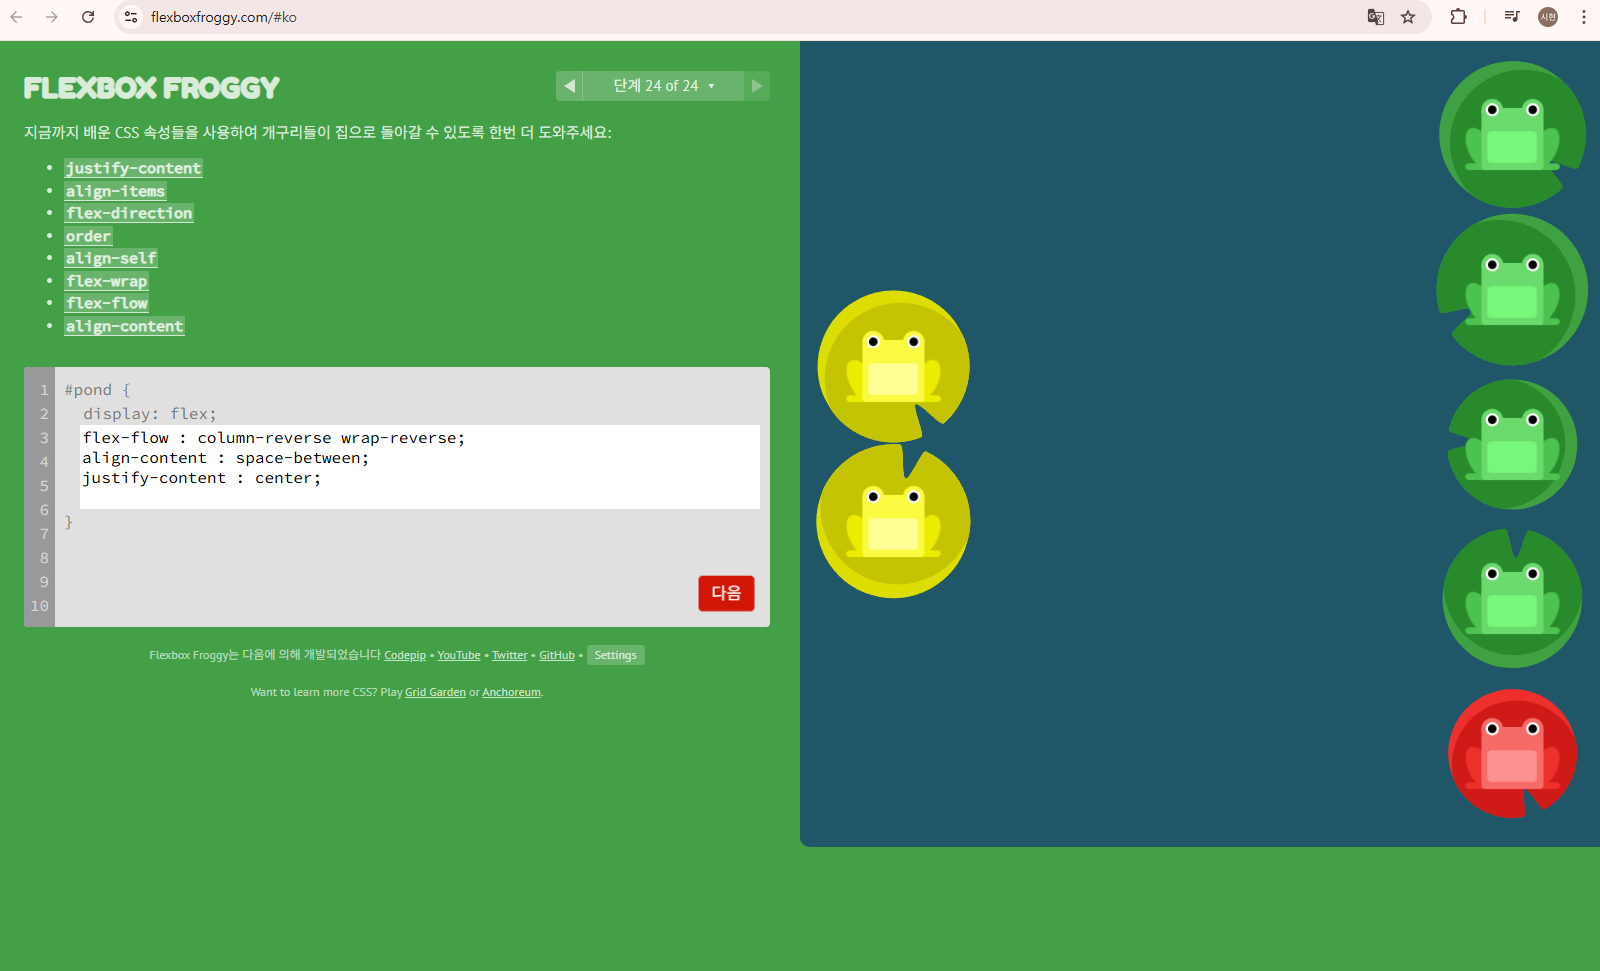 flexboxfroggy.com/#ko
시현
FLEXBOX FROGGY
단계 24 of 24
지금까지 배운 CSS 속성들을 사용하여 개구리들이 집으로 돌아갈 수 있도록 한번 더 도와주세요:
justify-content
align-items
flex-direction
order
align-self
flex-wrap
flex-flow
align-content
1 #pond {
2 display: flex;
3 flex-flow : column-reverse wrap-reverse;
4 align-content : space-between;
5 justify-content : center;
6
7 }
8
9
10
다음
Flexbox Froggy는 다음에 의해 개발되었습니다 Codepip • YouTube • Twitter • GitHub • Settings
Want to learn more CSS? Play Grid Garden or Anchoreum.